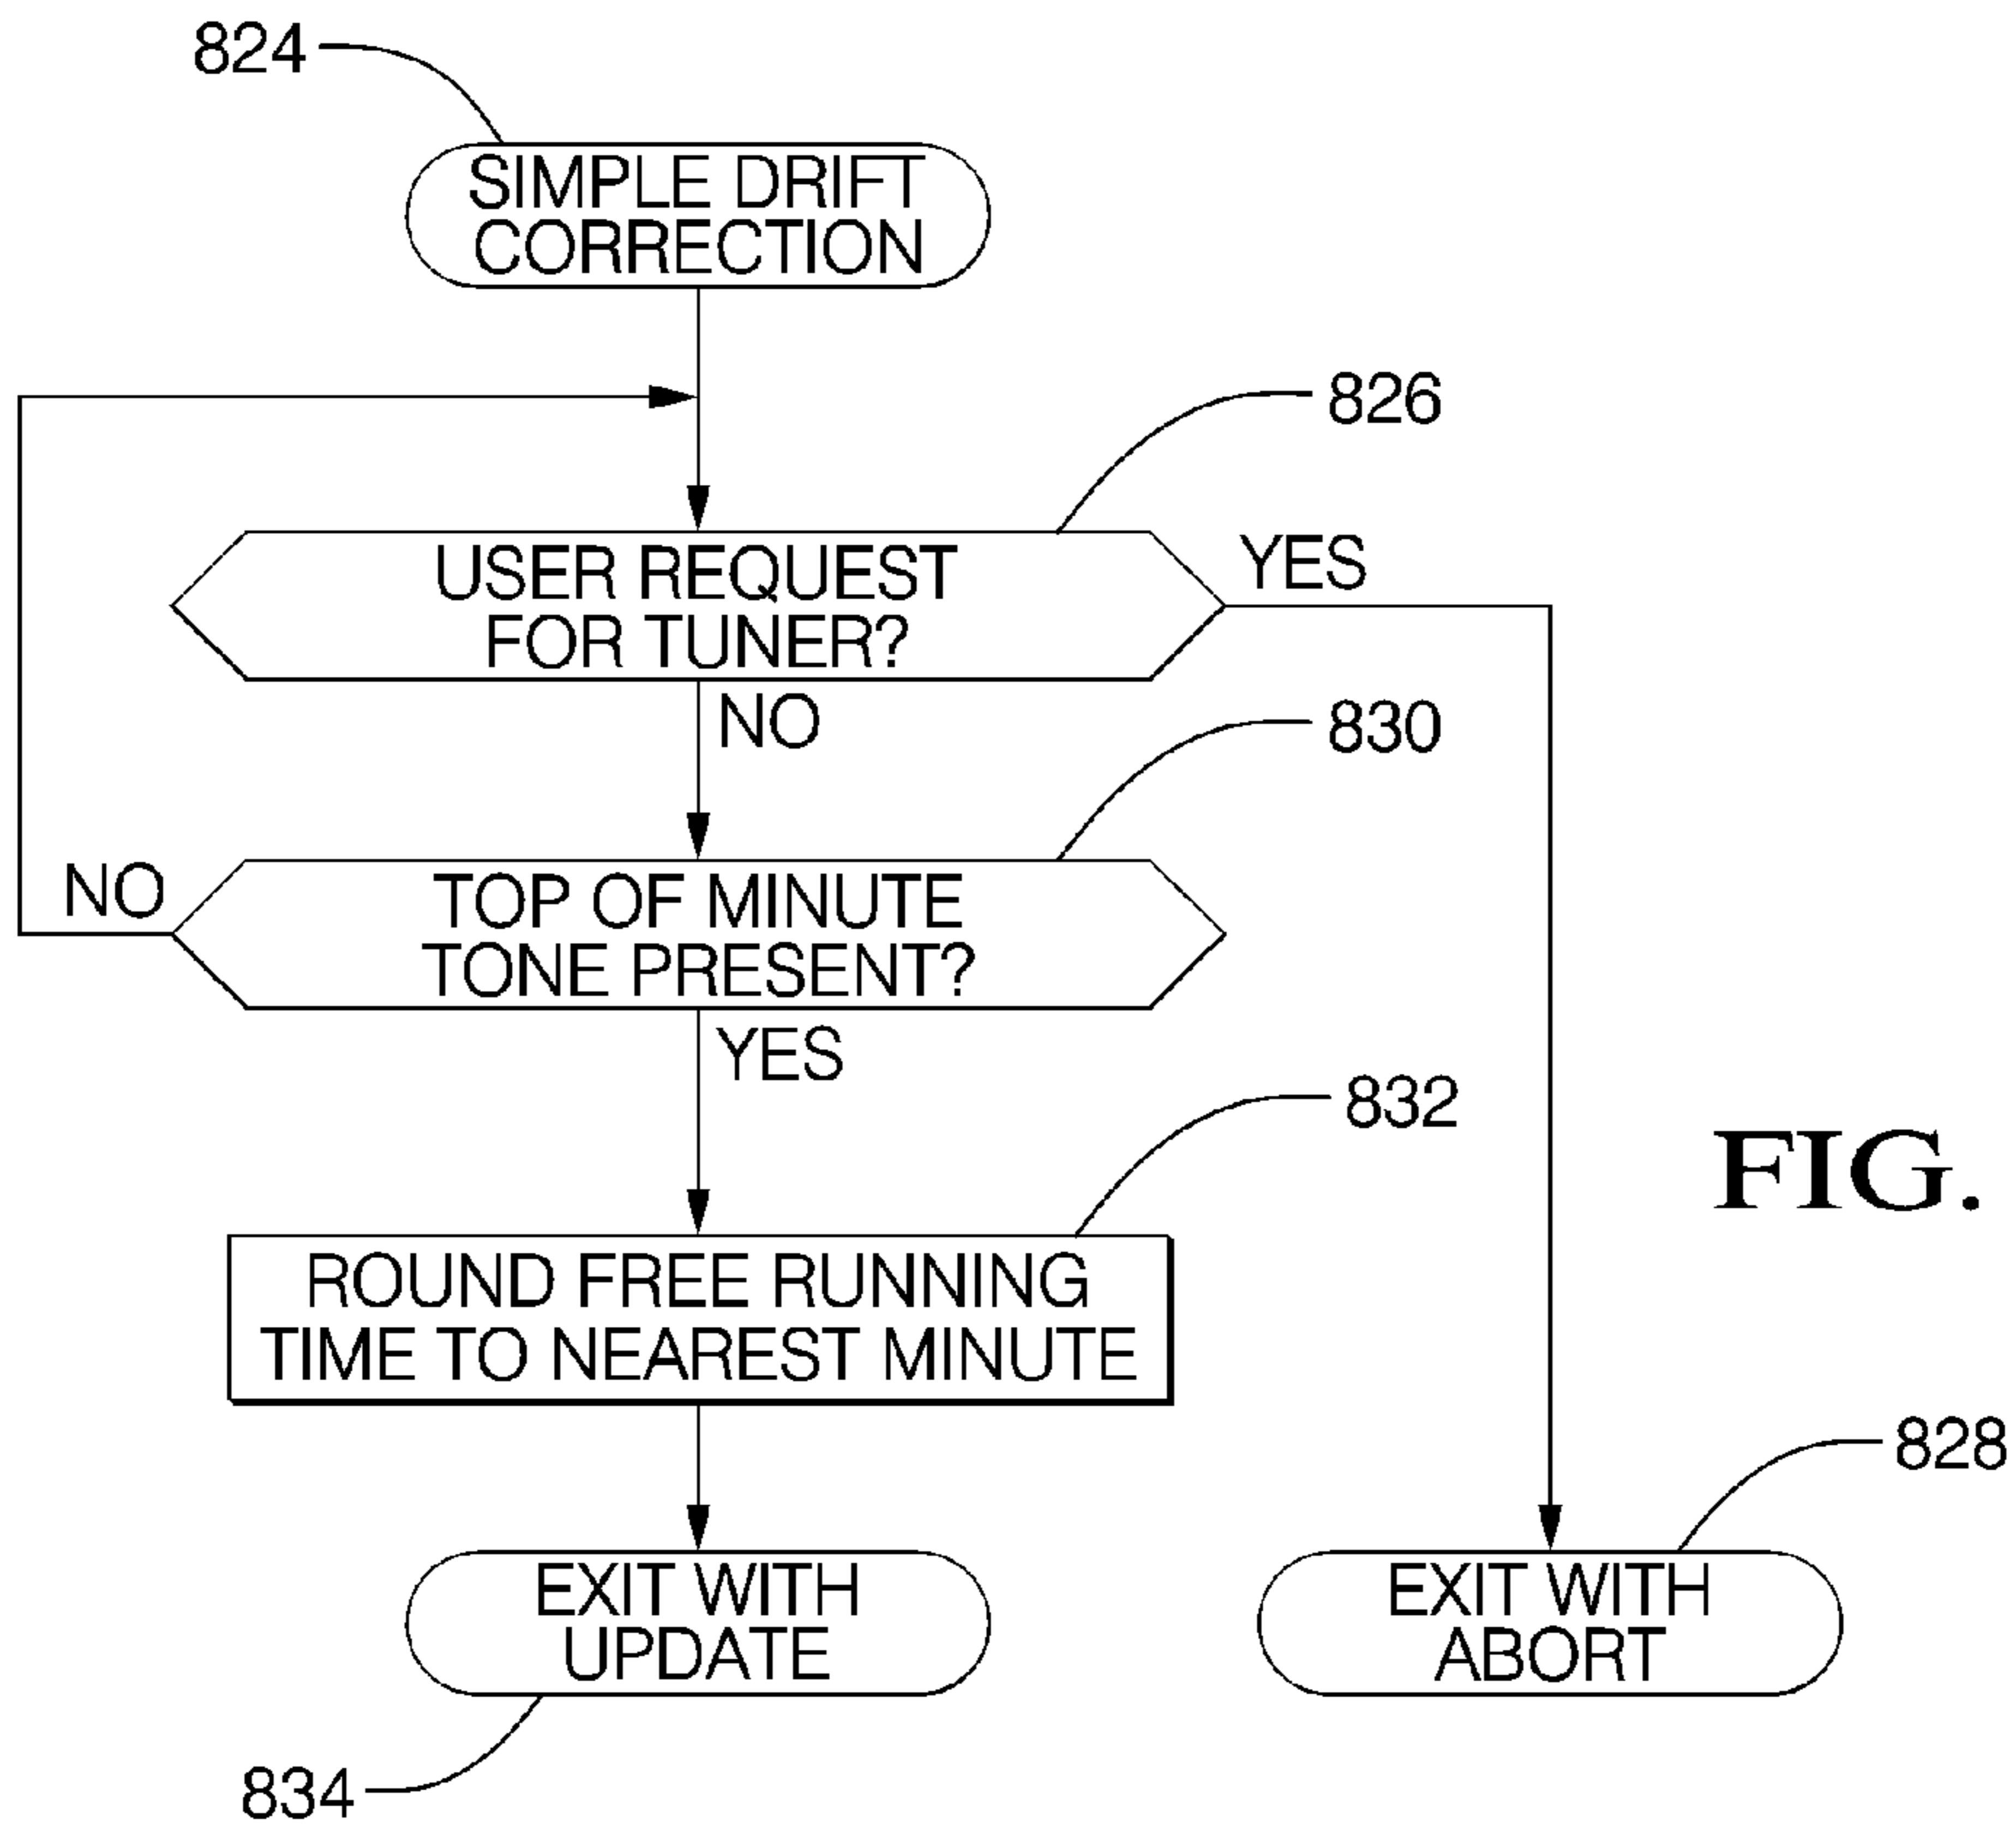 824
SIMPLE DRIFT
CORRECTION
826
USER REQUEST
FOR TUNER?
YES
NO
830
NO
TOP OF MINUTE
TONE PRESENT?
YES
832
FIG.
ROUND FREE RUNNING
TIME TO NEAREST MINUTE
828
EXIT WITH
UPDATE
EXIT WITH
ABORT
834